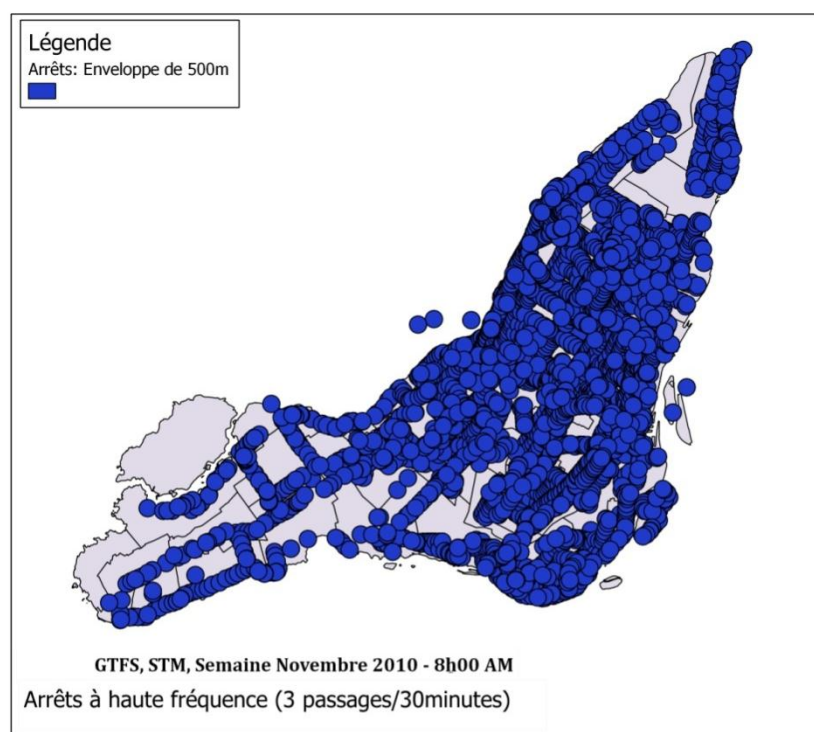 Légende
Arrêts: Enveloppe de 500m
GTFS, STM, Semaine Novembre 2010 - 8h00 AM
Arrêts à haute fréquence (3 passages/30minutes)